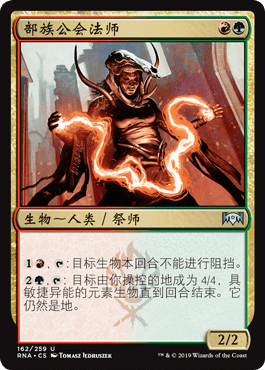 部族公会法师
生物～人类／祭师
1, :目标生物本回合不能进行阻挡。
2, :目标由你操控的地成为 4/4，具
敏捷异能的元素生物直到回合结束。它
仍然是地。
2/2
162/259 U
RNA • CS TOMASZ JEDRUSZEK
™ & © 2019 Wizards of the Coast